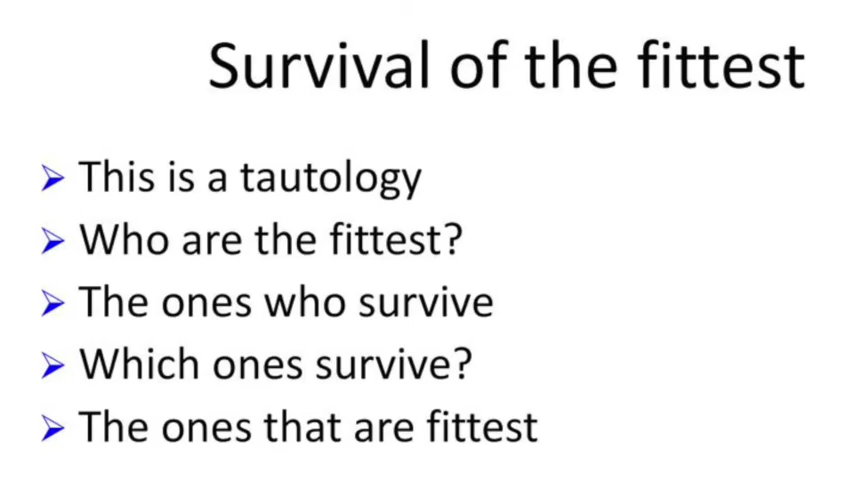 Survival of the fittest
This is a tautology
Who are the fittest?
The ones who survive
Which ones survive?
The ones that are fittest